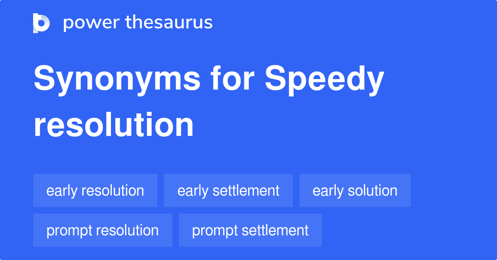 power thesaurus
Synonyms for Speedy
resolution
early resolution early settlement early solution
prompt resolution prompt settlement